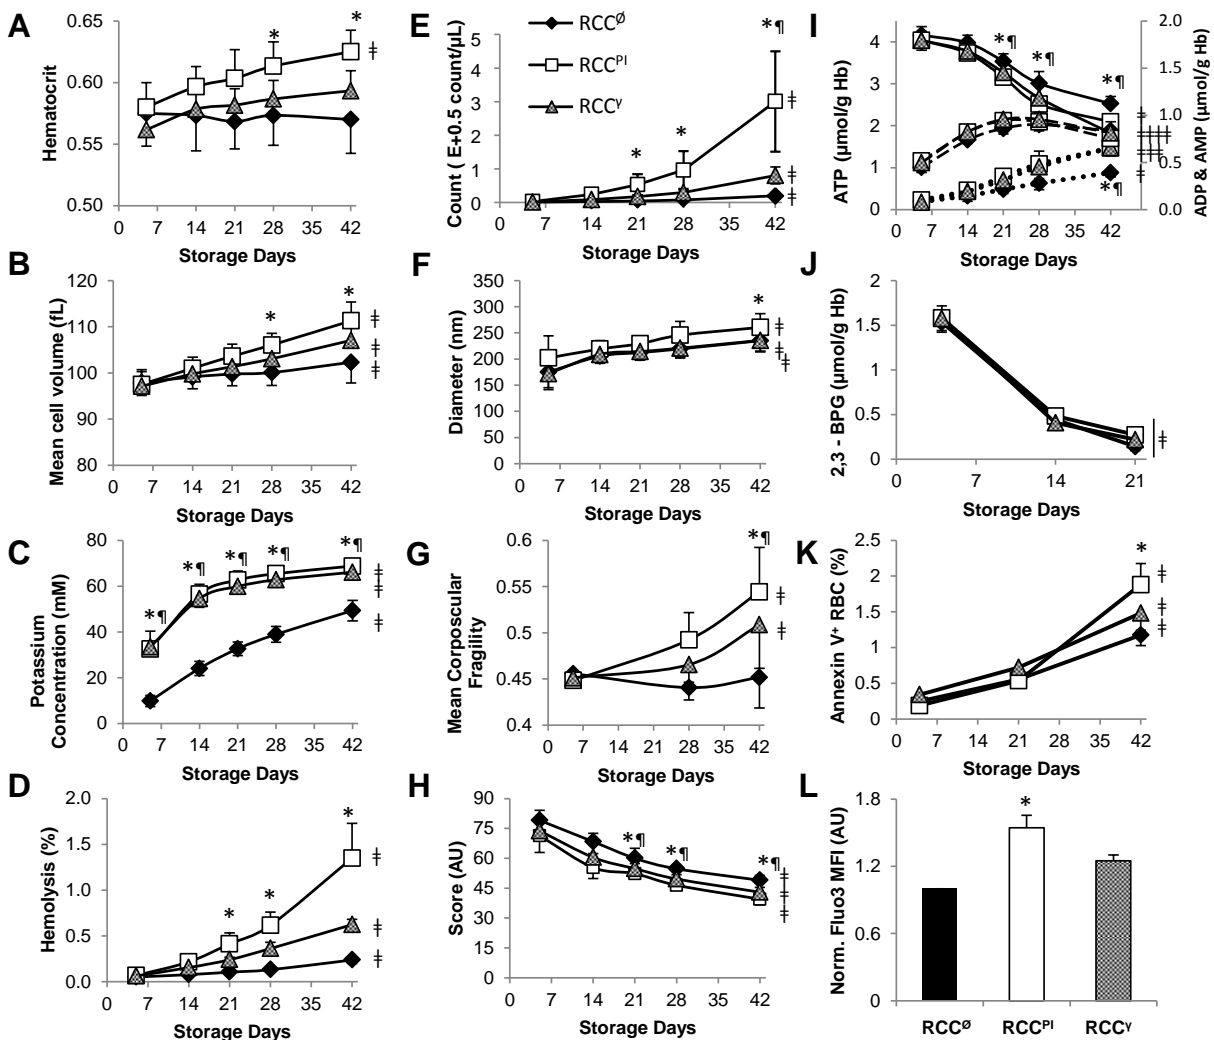 A
0.65
0.60
0.55
0.50
Hematocrit
*
*
‡
0 7 14 21 28 35 42
Storage Days
B
120
110
100
90
80
Mean cell volume (fL)
*
*
‡
‡
‡
0 7 14 21 28 35 42
Storage Days
C
80
60
40
20
0
Potassium
Concentration (mM)
*¶
*¶
*¶
*¶
*¶
‡
‡
‡
0 7 14 21 28 35 42
Storage Days
D
2.0
1.5
1.0
0.5
0.0
Hemolysis (%)
*
*
*
‡
‡
‡
0 7 14 21 28 35 42
Storage Days
E
RCCØ
RCCPI
RCCγ
5
4
3
2
1
0
Count ( E+0.5 count/µL)
*
*
*¶
‡
‡
‡
0 7 14 21 28 35 42
Storage Days
F
350
300
250
200
150
100
50
0
Diameter (nm)
*
‡
‡
‡
0 7 14 21 28 35 42
Storage Days
G
0.6
0.55
0.5
0.45
0.4
Mean Corposcular
Fragility
*¶
‡
‡
0 7 14 21 28 35 42
Storage Days
H
90
75
60
45
30
15
0
Score (AU)
*¶
*¶
*¶
‡
‡
‡
0 7 14 21 28 35 42
Storage Days
I
4
3
2
1
0
ATP (µmol/g Hb)
2.0
1.5
1.0
0.5
0.0
ADP & AMP (µmol/g Hb)
*¶
*¶
*¶
*¶
‡
‡‡‡‡
‡‡‡
‡
0 7 14 21 28 35 42
Storage Days
J
2
1.5
1
0.5
0
2,3 - BPG (µmol/g Hb)
‡
0 7 14 21
Storage Days
K
2.5
2
1.5
1
0.5
0
Annexin V⁺ RBC (%)
*
‡
‡
‡
0 7 14 21 28 35 42
Storage Days
L
1.8
1.2
0.6
0
Norm. Fluo3 MFI (AU)
*
RCCØ RCCPI RCCγ